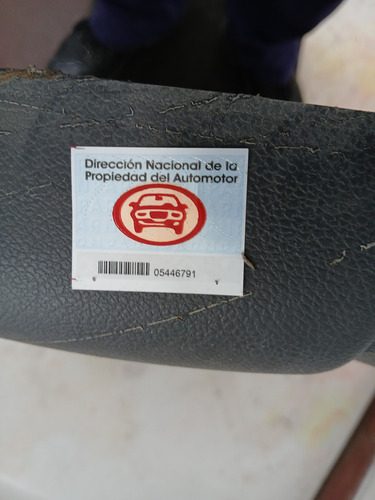 Dirección Nacional de la
Propiedad del Automotor
05446791